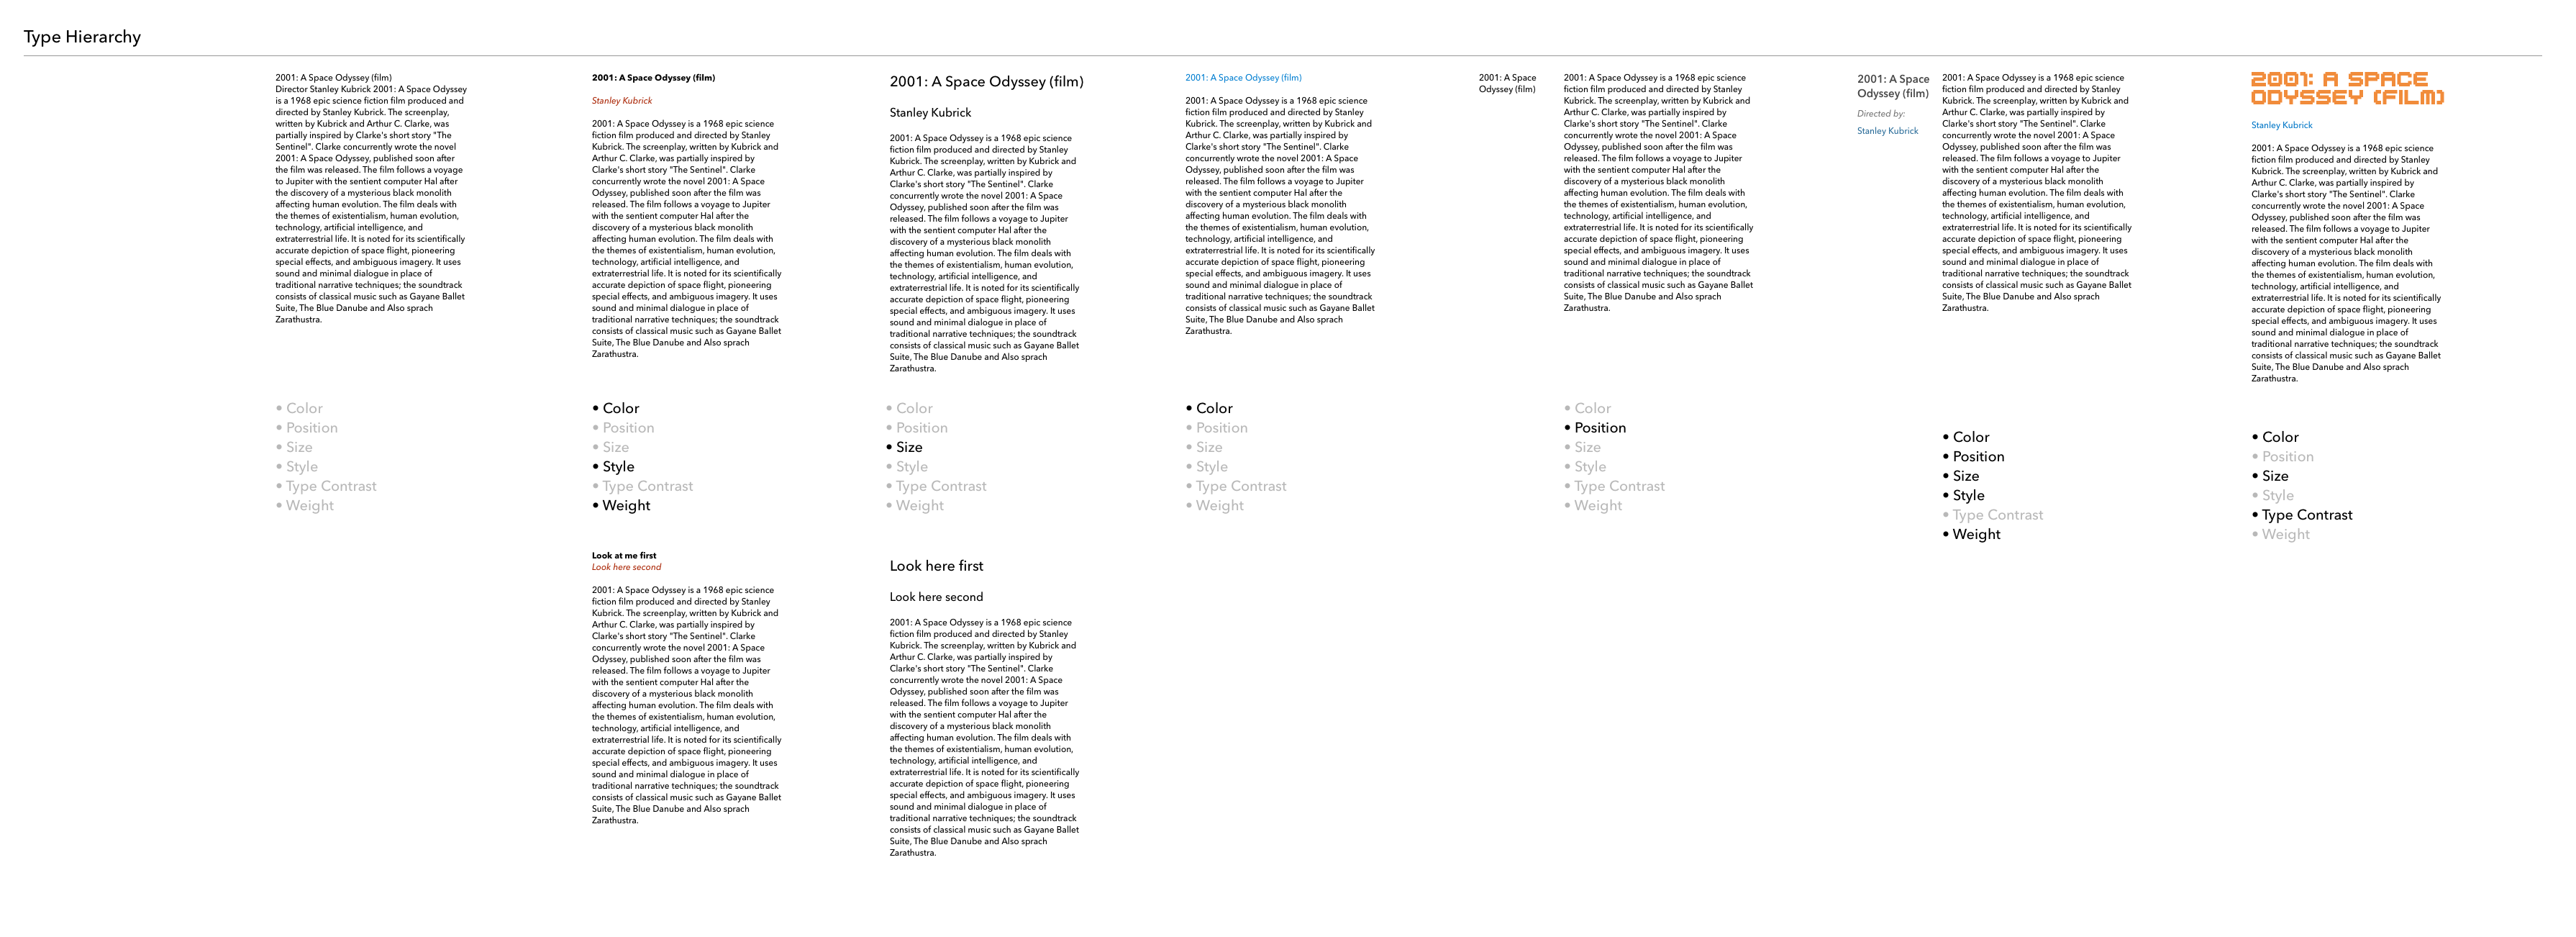 Type Hierarchy
2001: A Space Odyssey (film)
Director Stanley Kubrick 2001: A Space Odyssey
is a 1968 epic science fiction film produced and
directed by Stanley Kubrick. The screenplay,
written by Kubrick and Arthur C. Clarke, was
partially inspired by Clarke's short story "The
Sentinel". Clarke concurrently wrote the novel
2001: A Space Odyssey, published soon after
the film was released. The film follows a voyage
to Jupiter with the sentient computer Hal after
the discovery of a mysterious black monolith
affecting human evolution. The film deals with
the themes of existentialism, human evolution,
technology, artificial intelligence, and
extraterrestrial life. It is noted for its scientifically
accurate depiction of space flight, pioneering
special effects, and ambiguous imagery. It uses
sound and minimal dialogue in place of
traditional narrative techniques; the soundtrack
consists of classical music such as Gayane Ballet
Suite, The Blue Danube and Also sprach
Zarathustra.
• Color
• Position
• Size
• Style
• Type Contrast
• Weight
2001: A Space Odyssey (film)
Stanley Kubrick
2001: A Space Odyssey is a 1968 epic science
fiction film produced and directed by Stanley
Kubrick. The screenplay, written by Kubrick and
Arthur C. Clarke, was partially inspired by
Clarke's short story "The Sentinel". Clarke
concurrently wrote the novel 2001: A Space
Odyssey, published soon after the film was
released. The film follows a voyage to Jupiter
with the sentient computer Hal after the
discovery of a mysterious black monolith
affecting human evolution. The film deals with
the themes of existentialism, human evolution,
technology, artificial intelligence, and
extraterrestrial life. It is noted for its scientifically
accurate depiction of space flight, pioneering
special effects, and ambiguous imagery. It uses
sound and minimal dialogue in place of
traditional narrative techniques; the soundtrack
consists of classical music such as Gayane Ballet
Suite, The Blue Danube and Also sprach
Zarathustra.
• Color
• Position
• Size
• Style
• Type Contrast
• Weight
Look at me first
Look here second
2001: A Space Odyssey is a 1968 epic science
fiction film produced and directed by Stanley
Kubrick. The screenplay, written by Kubrick and
Arthur C. Clarke, was partially inspired by
Clarke's short story "The Sentinel". Clarke
concurrently wrote the novel 2001: A Space
Odyssey, published soon after the film was
released. The film follows a voyage to Jupiter
with the sentient computer Hal after the
discovery of a mysterious black monolith
affecting human evolution. The film deals with
the themes of existentialism, human evolution,
technology, artificial intelligence, and
extraterrestrial life. It is noted for its scientifically
accurate depiction of space flight, pioneering
special effects, and ambiguous imagery. It uses
sound and minimal dialogue in place of
traditional narrative techniques; the soundtrack
consists of classical music such as Gayane Ballet
Suite, The Blue Danube and Also sprach
Zarathustra.
2001: A Space Odyssey (film)
Stanley Kubrick
2001: A Space Odyssey is a 1968 epic science
fiction film produced and directed by Stanley
Kubrick. The screenplay, written by Kubrick and
Arthur C. Clarke, was partially inspired by
Clarke's short story "The Sentinel". Clarke
concurrently wrote the novel 2001: A Space
Odyssey, published soon after the film was
released. The film follows a voyage to Jupiter
with the sentient computer Hal after the
discovery of a mysterious black monolith
affecting human evolution. The film deals with
the themes of existentialism, human evolution,
technology, artificial intelligence, and
extraterrestrial life. It is noted for its scientifically
accurate depiction of space flight, pioneering
special effects, and ambiguous imagery. It uses
sound and minimal dialogue in place of
traditional narrative techniques; the soundtrack
consists of classical music such as Gayane Ballet
Suite, The Blue Danube and Also sprach
Zarathustra.
• Color
• Position
• Size
• Style
• Type Contrast
• Weight
Look here first
Look here second
2001: A Space Odyssey is a 1968 epic science
fiction film produced and directed by Stanley
Kubrick. The screenplay, written by Kubrick and
Arthur C. Clarke, was partially inspired by
Clarke's short story "The Sentinel". Clarke
concurrently wrote the novel 2001: A Space
Odyssey, published soon after the film was
released. The film follows a voyage to Jupiter
with the sentient computer Hal after the
discovery of a mysterious black monolith
affecting human evolution. The film deals with
the themes of existentialism, human evolution,
technology, artificial intelligence, and
extraterrestrial life. It is noted for its scientifically
accurate depiction of space flight, pioneering
special effects, and ambiguous imagery. It uses
sound and minimal dialogue in place of
traditional narrative techniques; the soundtrack
consists of classical music such as Gayane Ballet
Suite, The Blue Danube and Also sprach
Zarathustra.
2001: A Space Odyssey (film)
2001: A Space Odyssey is a 1968 epic science
fiction film produced and directed by Stanley
Kubrick. The screenplay, written by Kubrick and
Arthur C. Clarke, was partially inspired by
Clarke's short story "The Sentinel". Clarke
concurrently wrote the novel 2001: A Space
Odyssey, published soon after the film was
released. The film follows a voyage to Jupiter
with the sentient computer Hal after the
discovery of a mysterious black monolith
affecting human evolution. The film deals with
the themes of existentialism, human evolution,
technology, artificial intelligence, and
extraterrestrial life. It is noted for its scientifically
accurate depiction of space flight, pioneering
special effects, and ambiguous imagery. It uses
sound and minimal dialogue in place of
traditional narrative techniques; the soundtrack
consists of classical music such as Gayane Ballet
Suite, The Blue Danube and Also sprach
Zarathustra.
• Color
• Position
• Size
• Style
• Type Contrast
• Weight
2001: A Space
Odyssey (film)
2001: A Space Odyssey is a 1968 epic science
fiction film produced and directed by Stanley
Kubrick. The screenplay, written by Kubrick and
Arthur C. Clarke, was partially inspired by
Clarke's short story "The Sentinel". Clarke
concurrently wrote the novel 2001: A Space
Odyssey, published soon after the film was
released. The film follows a voyage to Jupiter
with the sentient computer Hal after the
discovery of a mysterious black monolith
affecting human evolution. The film deals with
the themes of existentialism, human evolution,
technology, artificial intelligence, and
extraterrestrial life. It is noted for its scientifically
accurate depiction of space flight, pioneering
special effects, and ambiguous imagery. It uses
sound and minimal dialogue in place of
traditional narrative techniques; the soundtrack
consists of classical music such as Gayane Ballet
Suite, The Blue Danube and Also sprach
Zarathustra.
• Color
• Position
• Size
• Style
• Type Contrast
• Weight
2001: A Space
Odyssey (film)
Directed by:
Stanley Kubrick
2001: A Space Odyssey is a 1968 epic science
fiction film produced and directed by Stanley
Kubrick. The screenplay, written by Kubrick and
Arthur C. Clarke, was partially inspired by
Clarke's short story "The Sentinel". Clarke
concurrently wrote the novel 2001: A Space
Odyssey, published soon after the film was
released. The film follows a voyage to Jupiter
with the sentient computer Hal after the
discovery of a mysterious black monolith
affecting human evolution. The film deals with
the themes of existentialism, human evolution,
technology, artificial intelligence, and
extraterrestrial life. It is noted for its scientifically
accurate depiction of space flight, pioneering
special effects, and ambiguous imagery. It uses
sound and minimal dialogue in place of
traditional narrative techniques; the soundtrack
consists of classical music such as Gayane Ballet
Suite, The Blue Danube and Also sprach
Zarathustra.
• Color
• Position
• Size
• Style
• Type Contrast
• Weight
2001: A SPACE
ODYSSEY (FILM)
Stanley Kubrick
2001: A Space Odyssey is a 1968 epic science
fiction film produced and directed by Stanley
Kubrick. The screenplay, written by Kubrick and
Arthur C. Clarke, was partially inspired by
Clarke's short story "The Sentinel". Clarke
concurrently wrote the novel 2001: A Space
Odyssey, published soon after the film was
released. The film follows a voyage to Jupiter
with the sentient computer Hal after the
discovery of a mysterious black monolith
affecting human evolution. The film deals with
the themes of existentialism, human evolution,
technology, artificial intelligence, and
extraterrestrial life. It is noted for its scientifically
accurate depiction of space flight, pioneering
special effects, and ambiguous imagery. It uses
sound and minimal dialogue in place of
traditional narrative techniques; the soundtrack
consists of classical music such as Gayane Ballet
Suite, The Blue Danube and Also sprach
Zarathustra.
• Color
• Position
• Size
• Style
• Type Contrast
• Weight